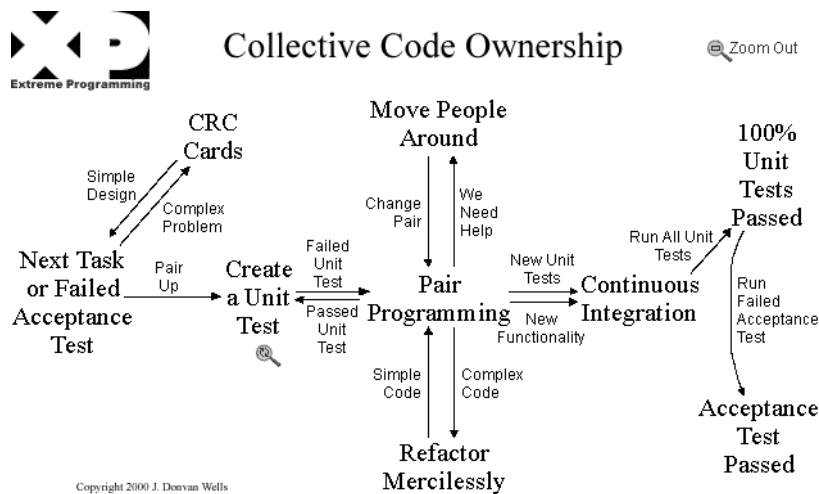 XP
Extreme Programming
Collective Code Ownership
Zoom Out
CRC
Cards
Simple
Design
Complex
Problem
Next Task
or Failed
Acceptance
Test
Pair
Up
Create
a Unit
Test
Failed
Unit
Test
Passed
Unit
Test
Move People
Around
Change
Pair
We
Need
Help
Pair
Programming
Simple
Code
Complex
Code
Refactor
Mercilessly
New Unit
Tests
New
Functionality
Continuous
Integration
Run All Unit
Tests
100%
Unit
Tests
Passed
Run
Failed
Acceptance
Test
Acceptance
Test
Passed
Copyright 2000 J. Donvan Wells